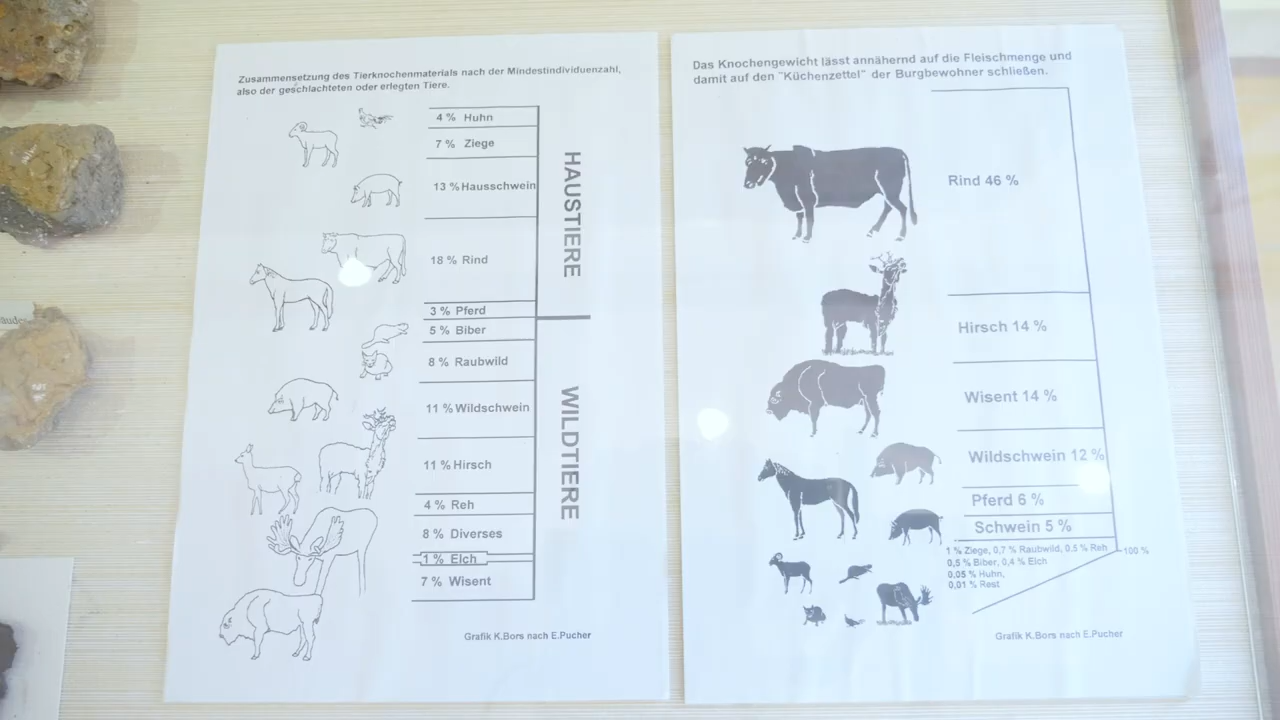 Zusammensetzung des Tierknochenmaterials nach der Mindestindividuenzahl,
also der geschlachteten oder erlegten Tiere.
4 % Huhn
7 % Ziege
13 % Hausschwein
18 % Rind
3 % Pferd
HAUSTIERE
5 % Biber
8 % Raubwild
11 % Wildschwein
11 % Hirsch
4 % Reh
8 % Diverses
1 % Elch
7 % Wisent
WILDTIERE
Grafik K.Bors nach E.Pucher
Das Knochengewicht lässt annähernd auf die Fleischmenge und
damit auf den "Küchenzettel" der Burgbewohner schließen.
Rind 46 %
Hirsch 14 %
Wisent 14 %
Wildschwein 12 %
Pferd 6 %
Schwein 5 %
1 % Ziege, 0,7 % Raubwild, 0.5 % Reh
100 %
0,5 % Biber, 0,4 % Elch
0,05 % Huhn,
0,01 % Rest
Grafik K.Bors nach E.Pucher